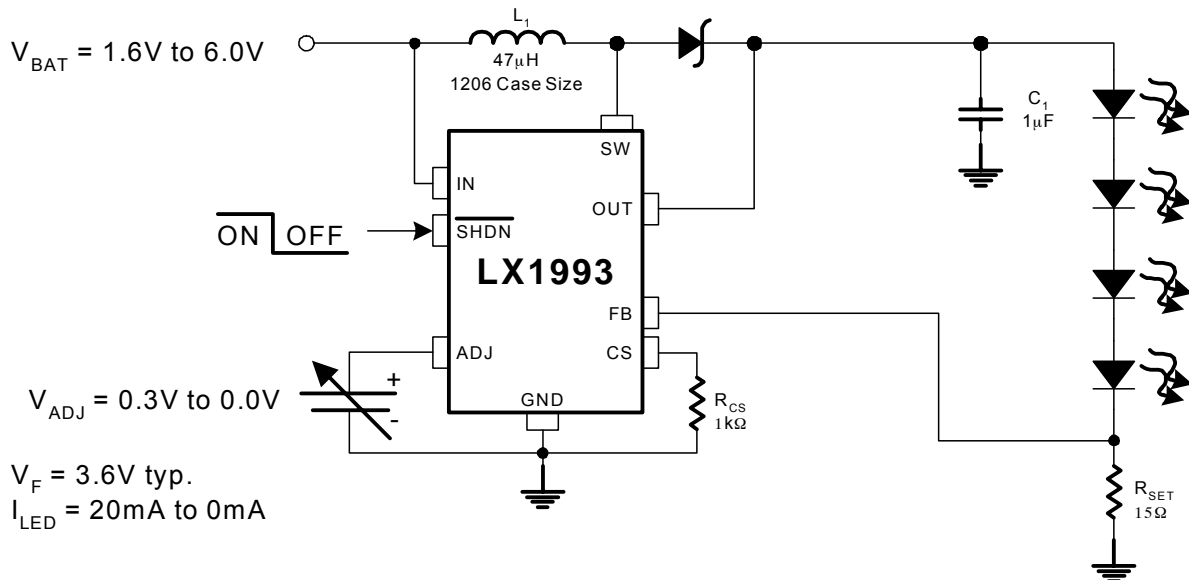 V_BAT = 1.6V to 6.0V
L₁
47μH
1206 Case Size
C₁
1μF
SW
IN
OUT
SHDN
ON OFF
LX1993
FB
ADJ
CS
V_ADJ = 0.3V to 0.0V
+
-
GND
R_CS
1kΩ
V_F = 3.6V typ.
I_LED = 20mA to 0mA
R_SET
15Ω